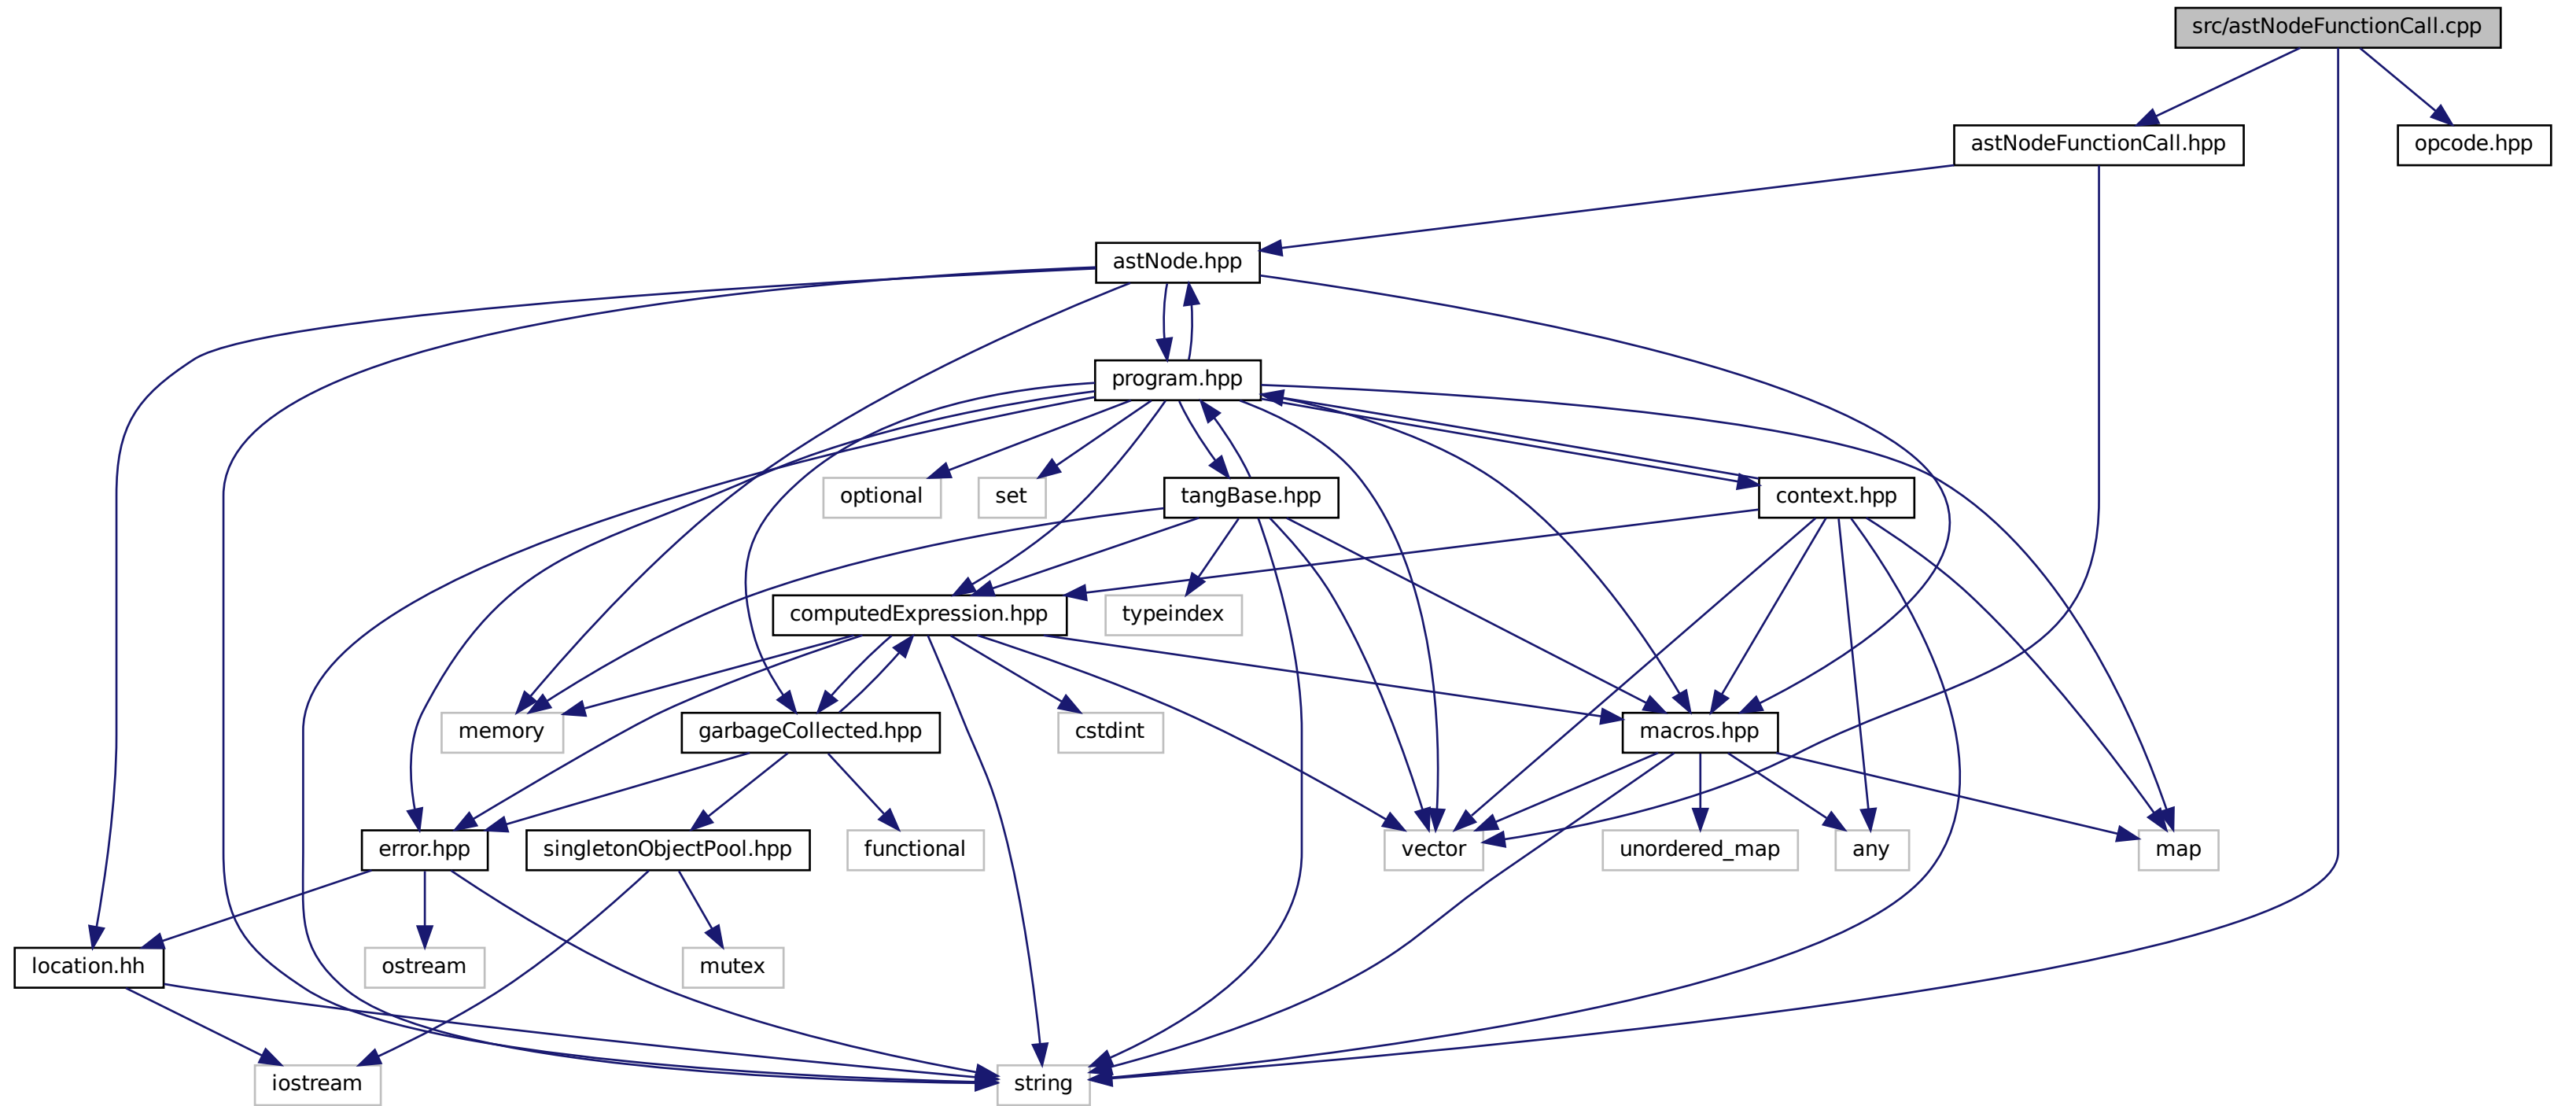 src/astNodeFunctionCall.cpp
astNodeFunctionCall.hpp
opcode.hpp
astNode.hpp
program.hpp
optional
set
tangBase.hpp
context.hpp
computedExpression.hpp
typeindex
memory
garbageCollected.hpp
cstdint
macros.hpp
error.hpp
singletonObjectPool.hpp
functional
vector
unordered_map
any
map
location.hh
ostream
mutex
iostream
string